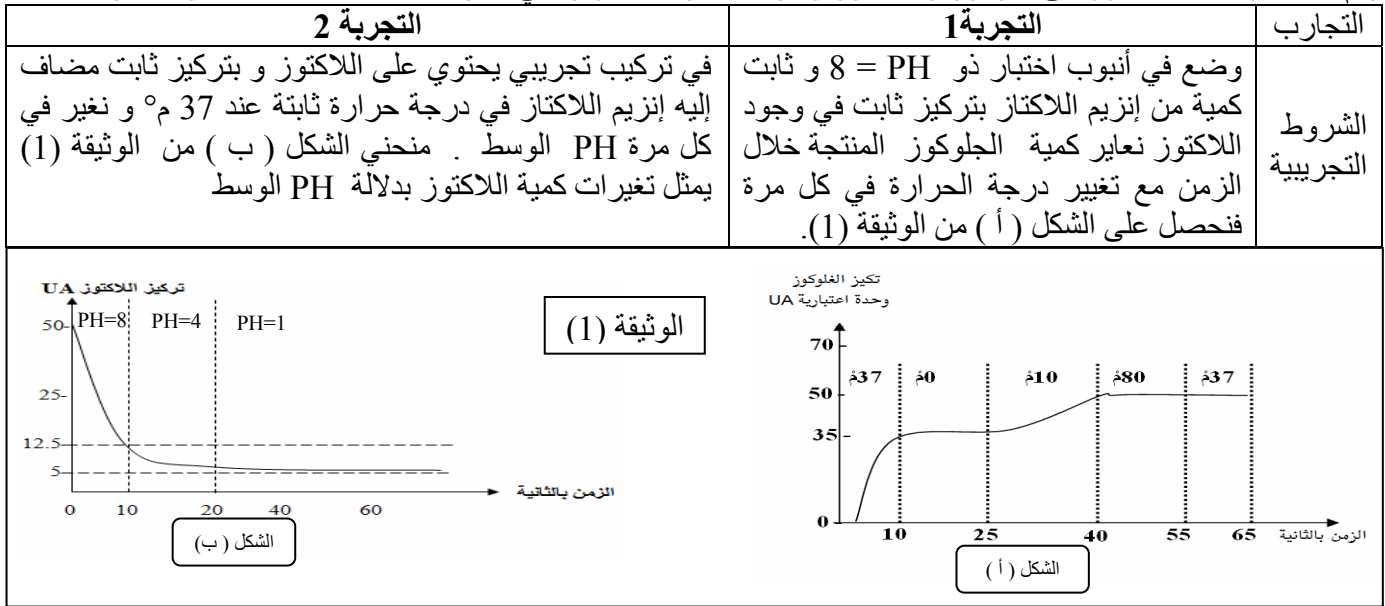 التجارب
التجربة1
التجربة 2
الشروط
التجريبية
وضع في أنبوب اختبار ذو PH = 8 و ثابت
كمية من إنزيم اللاكتاز بتركيز ثابت في وجود
اللاكتوز نعاير كمية الجلوكوز المنتجة خلال
الزمن مع تغيير درجة الحرارة في كل مرة
فنحصل على الشكل ( أ ) من الوثيقة (1).
في تركيب تجريبي يحتوي على اللاكتوز و بتركيز ثابت مضاف
إليه إنزيم اللاكتاز في درجة حرارة ثابتة عند 37 م° و نغير في
كل مرة PH الوسط . منحني الشكل ( ب ) من الوثيقة (1)
يمثل تغيرات كمية اللاكتوز بدلالة PH الوسط
تكيز الغلوكوز
وحدة اعتبارية UA
70
50
35
0
37م° 0م° 10م° 80م° 37م°
10 25 40 55 65
الزمن بالثانية
الشكل ( أ )
الوثيقة (1)
تركيز اللاكتوز UA
PH=8 PH=4 PH=1
50
25
12.5
5
0 10 20 40 60
الزمن بالثانية
الشكل ( ب)